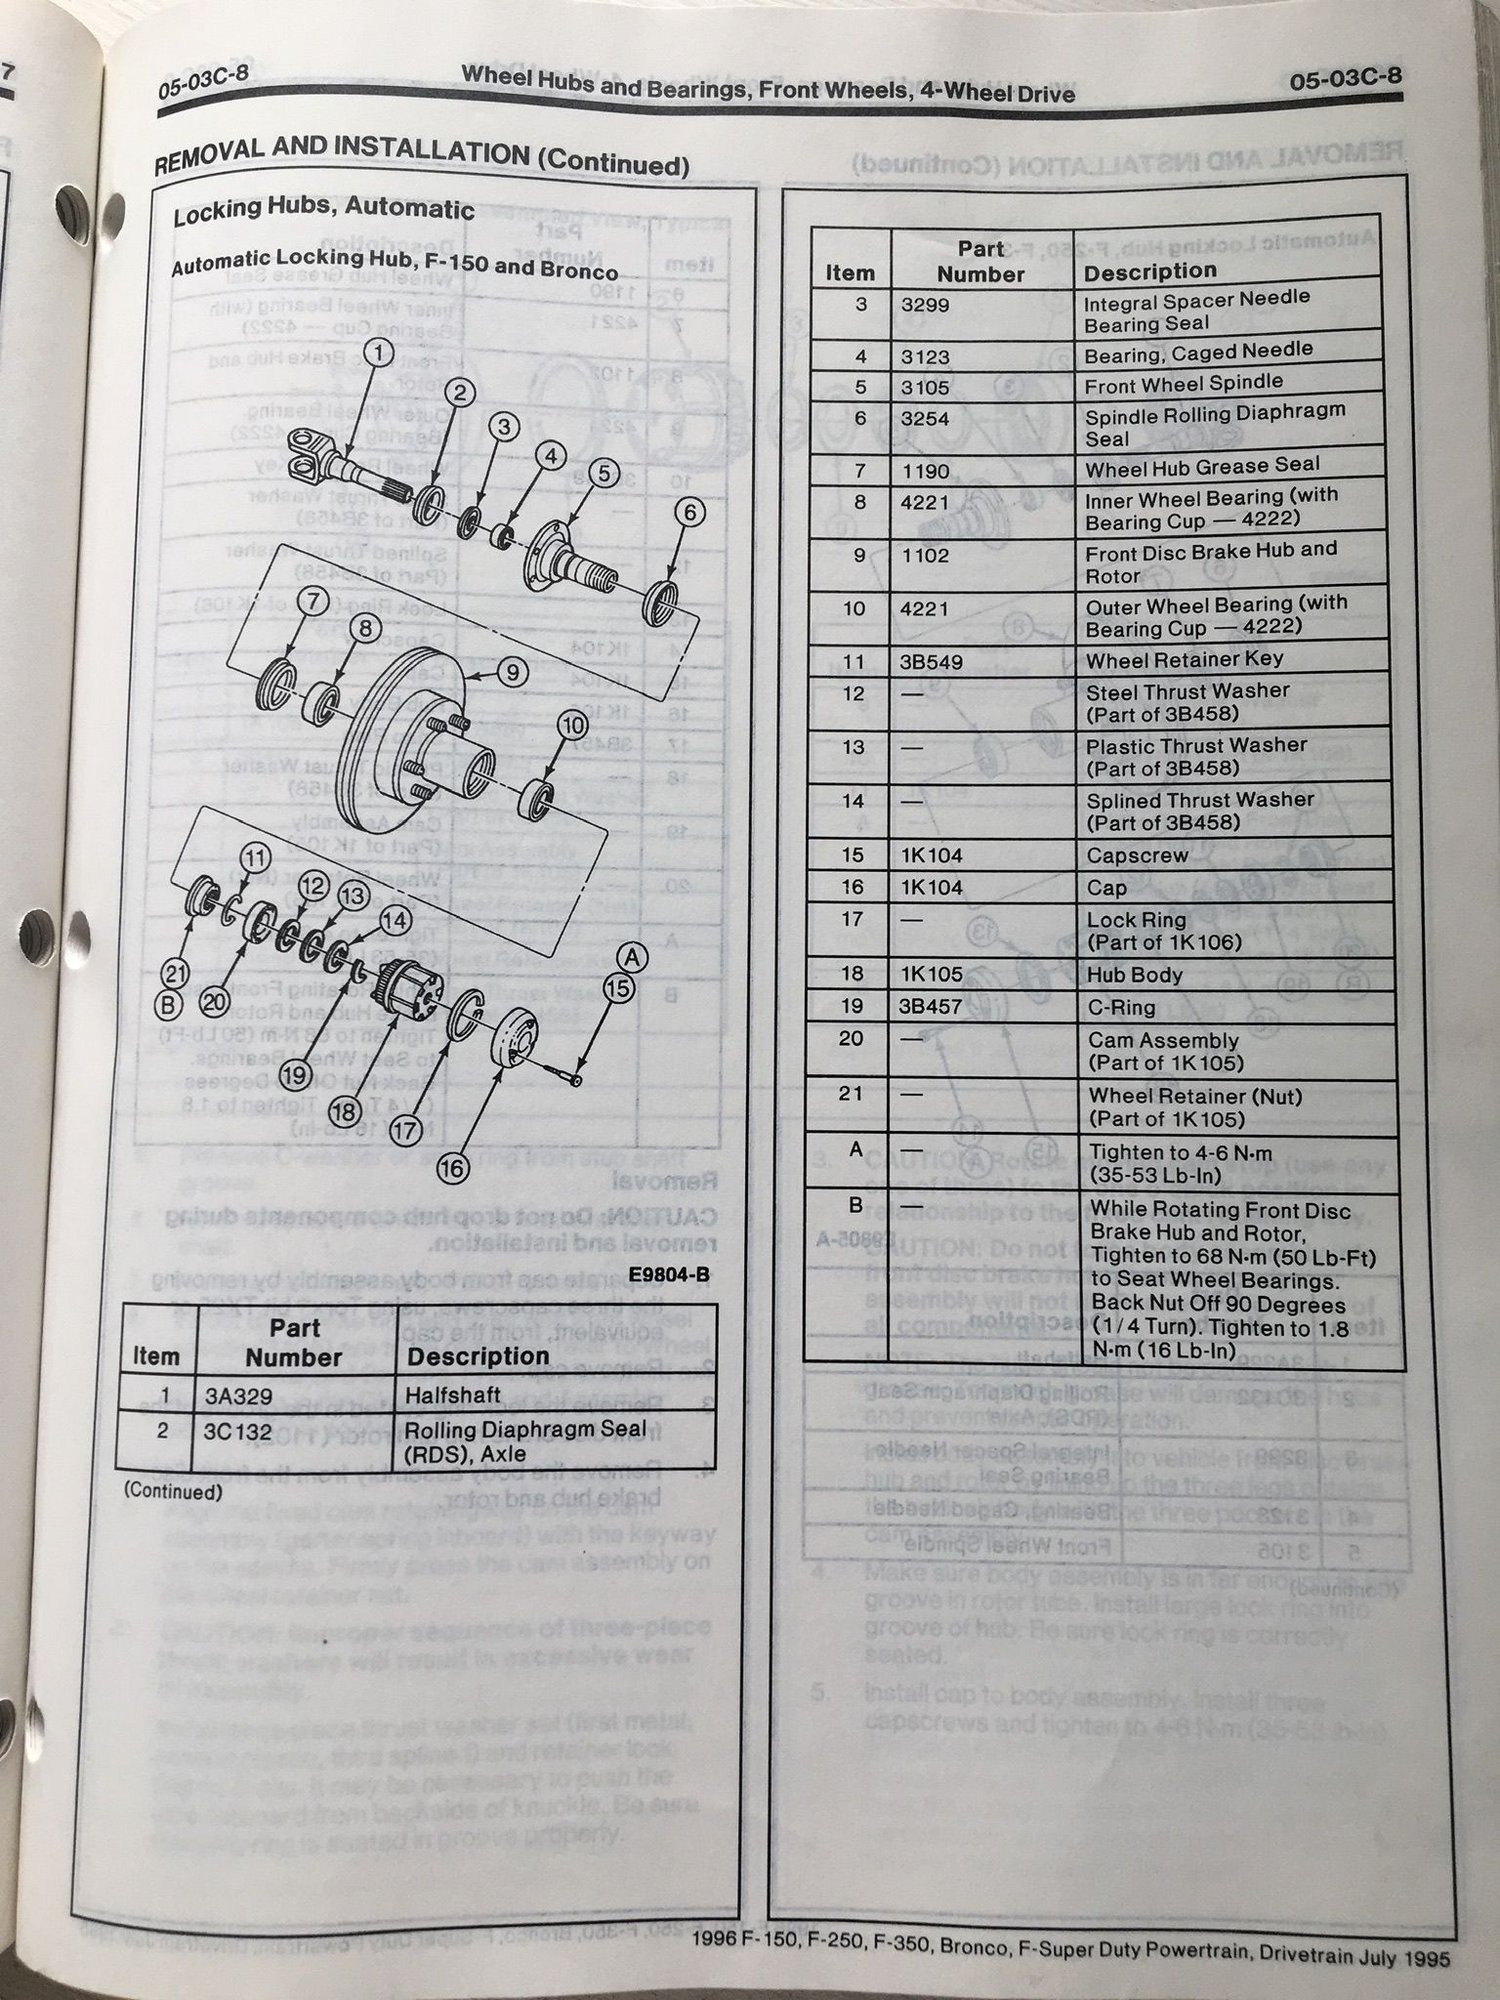 7
05-03C-8
Wheel Hubs and Bearings, Front Wheels, 4-Wheel Drive
05-03C-8
REMOVAL AND INSTALLATION (Continued)
Locking Hubs, Automatic
Automatic Locking Hub, F-150 and Bronco
1
2
3
4
5
6
7
8
9
10
11
12
13
14
A
15
21
B
20
19
18
17
16
E9804-B
Item Part Number Description
1 3A329 Halfshaft
2 3C132 Rolling Diaphragm Seal
(RDS), Axle
(Continued)
Item Part Number Description
3 3299 Integral Spacer Needle
Bearing Seal
4 3123 Bearing, Caged Needle
5 3105 Front Wheel Spindle
6 3254 Spindle Rolling Diaphragm
Seal
7 1190 Wheel Hub Grease Seal
8 4221 Inner Wheel Bearing (with
Bearing Cup — 4222)
9 1102 Front Disc Brake Hub and
Rotor
10 4221 Outer Wheel Bearing (with
Bearing Cup — 4222)
11 3B549 Wheel Retainer Key
12 — Steel Thrust Washer
(Part of 3B458)
13 — Plastic Thrust Washer
(Part of 3B458)
14 — Splined Thrust Washer
(Part of 3B458)
15 1K104 Capscrew
16 1K104 Cap
17 — Lock Ring
(Part of 1K106)
18 1K105 Hub Body
19 3B457 C-Ring
20 — Cam Assembly
(Part of 1K105)
21 — Wheel Retainer (Nut)
(Part of 1K105)
A — Tighten to 4-6 N·m
(35-53 Lb-In)
B — While Rotating Front Disc
Brake Hub and Rotor,
Tighten to 68 N·m (50 Lb-Ft)
to Seat Wheel Bearings.
Back Nut Off 90 Degrees
(1/4 Turn). Tighten to 1.8
N·m (16 Lb-In)
1996 F-150, F-250, F-350, Bronco, F-Super Duty Powertrain, Drivetrain July 1995